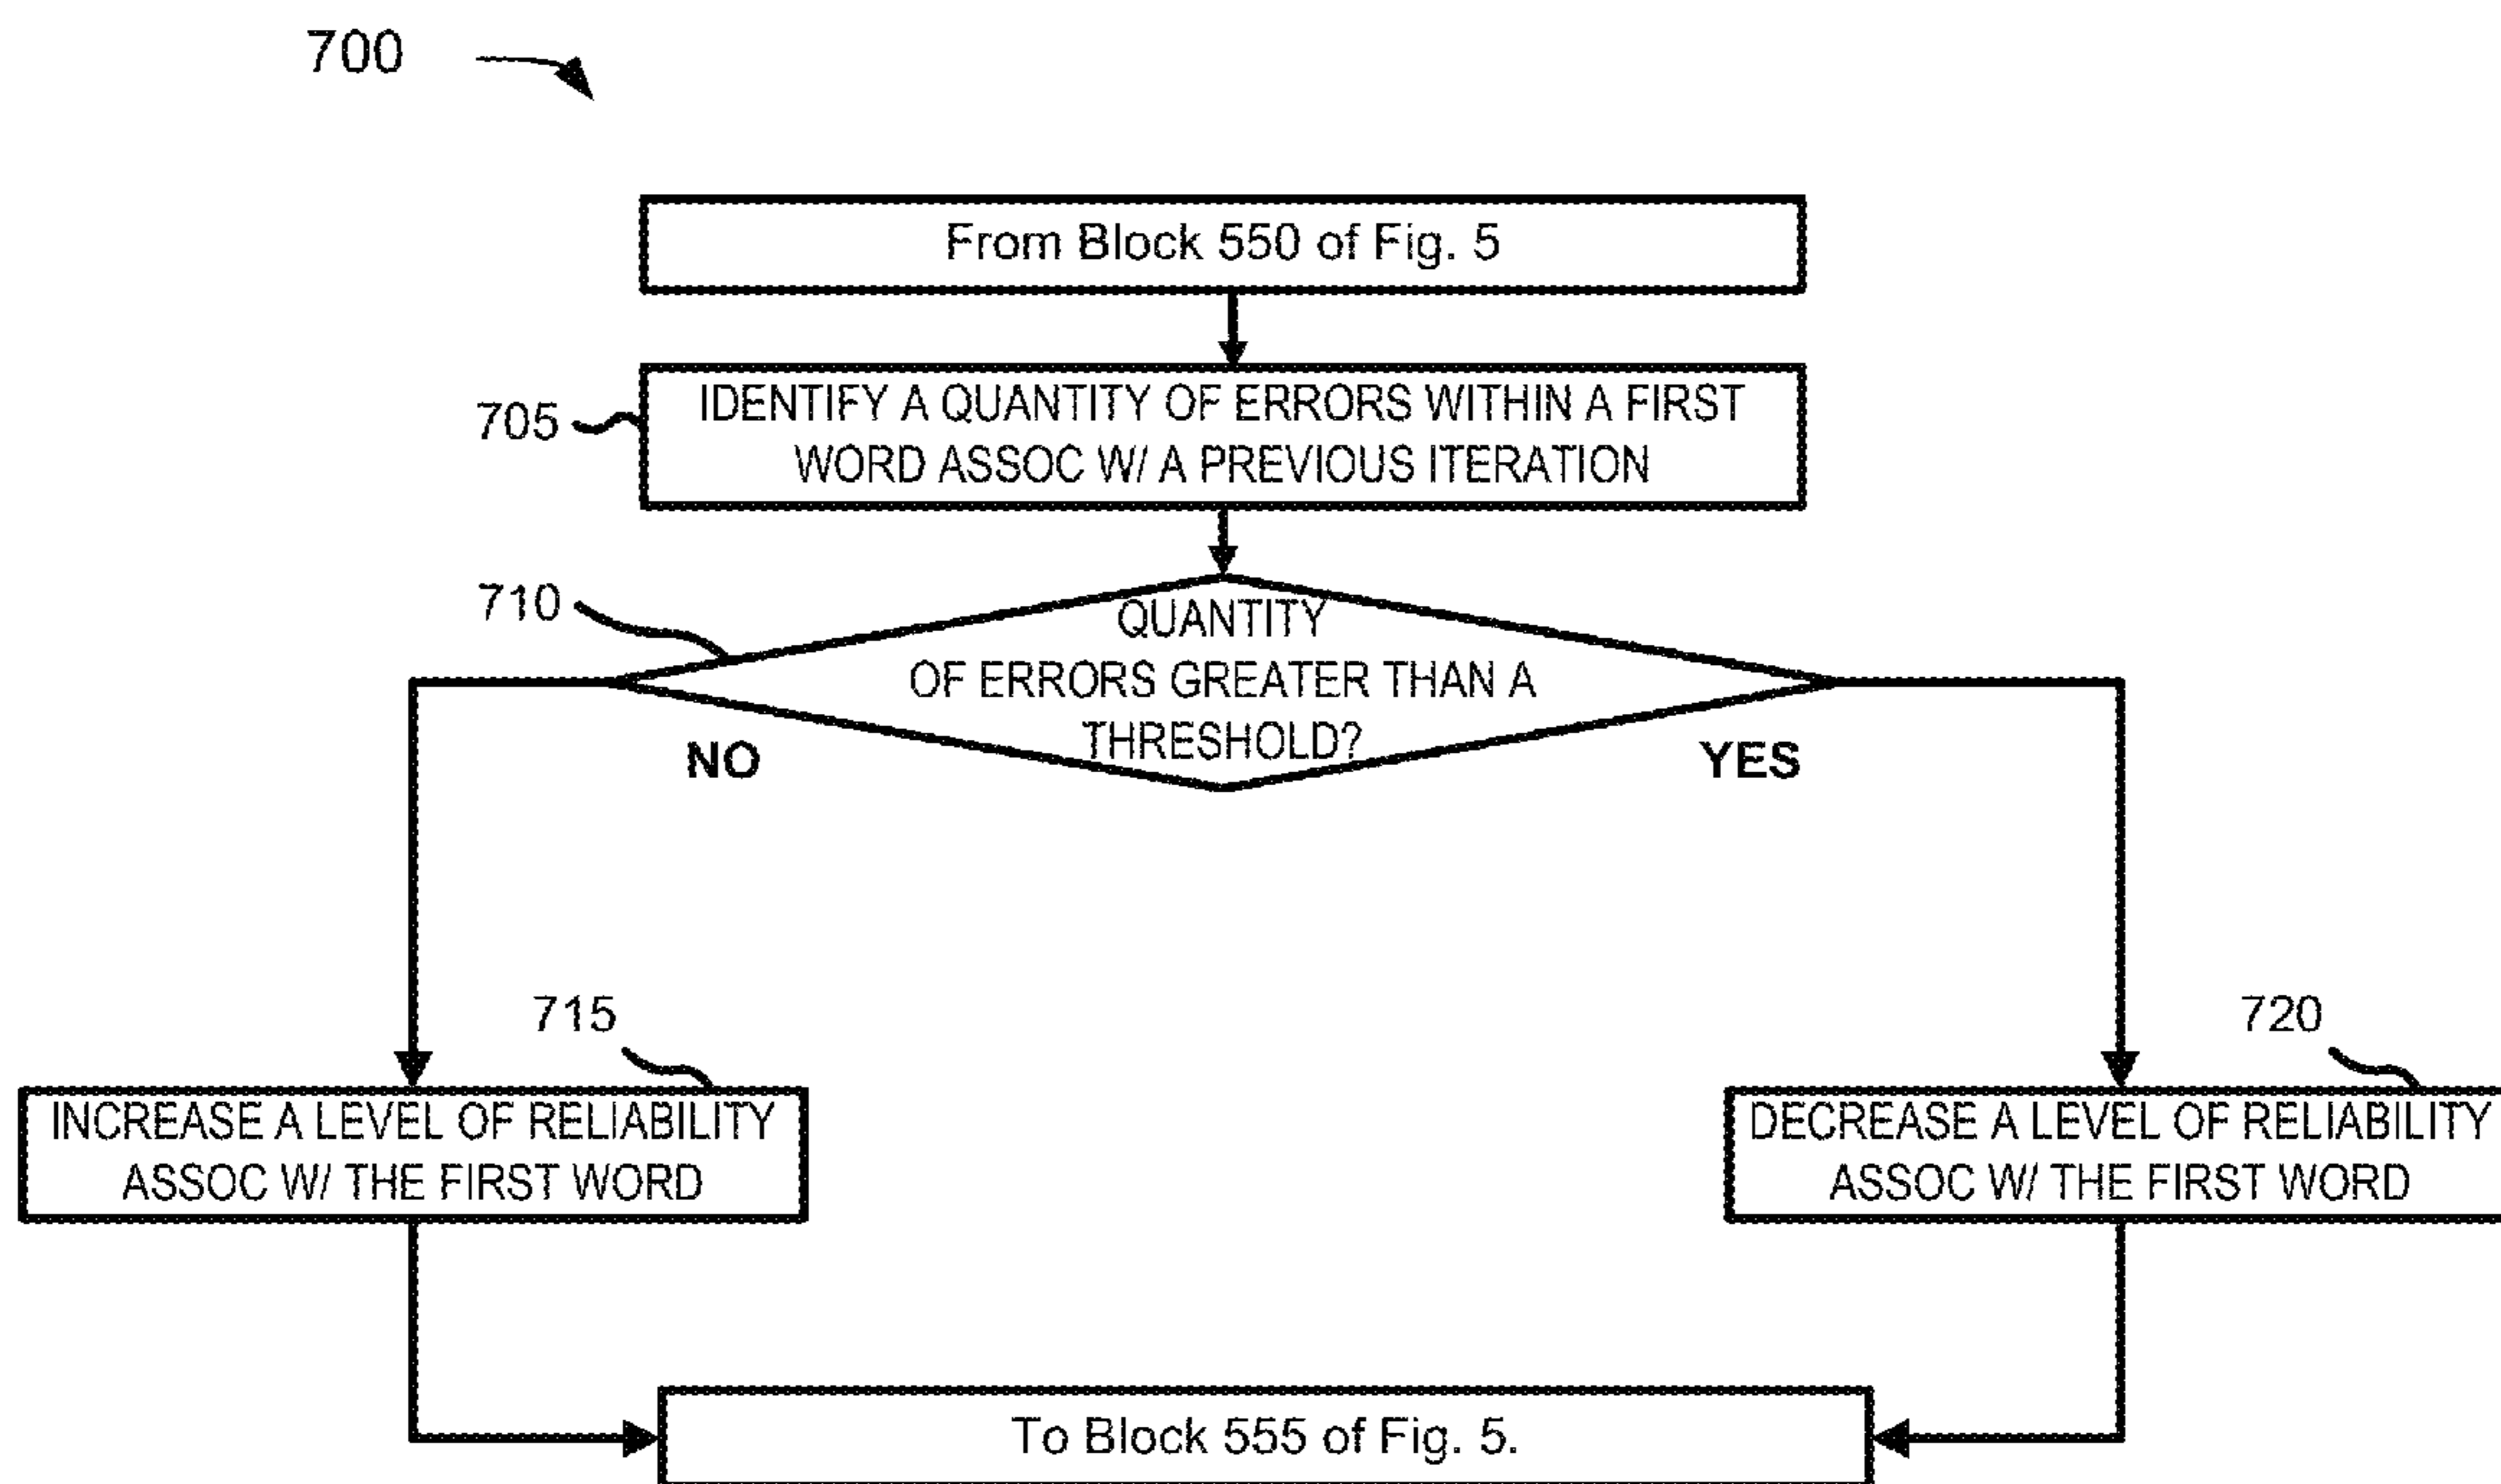 700
From Block 550 of Fig. 5
705
IDENTIFY A QUANTITY OF ERRORS WITHIN A FIRST
WORD ASSOC W/ A PREVIOUS ITERATION
710
QUANTITY
OF ERRORS GREATER THAN A
THRESHOLD?
NO
YES
715
720
INCREASE A LEVEL OF RELIABILITY
ASSOC W/ THE FIRST WORD
DECREASE A LEVEL OF RELIABILITY
ASSOC W/ THE FIRST WORD
To Block 555 of Fig. 5.